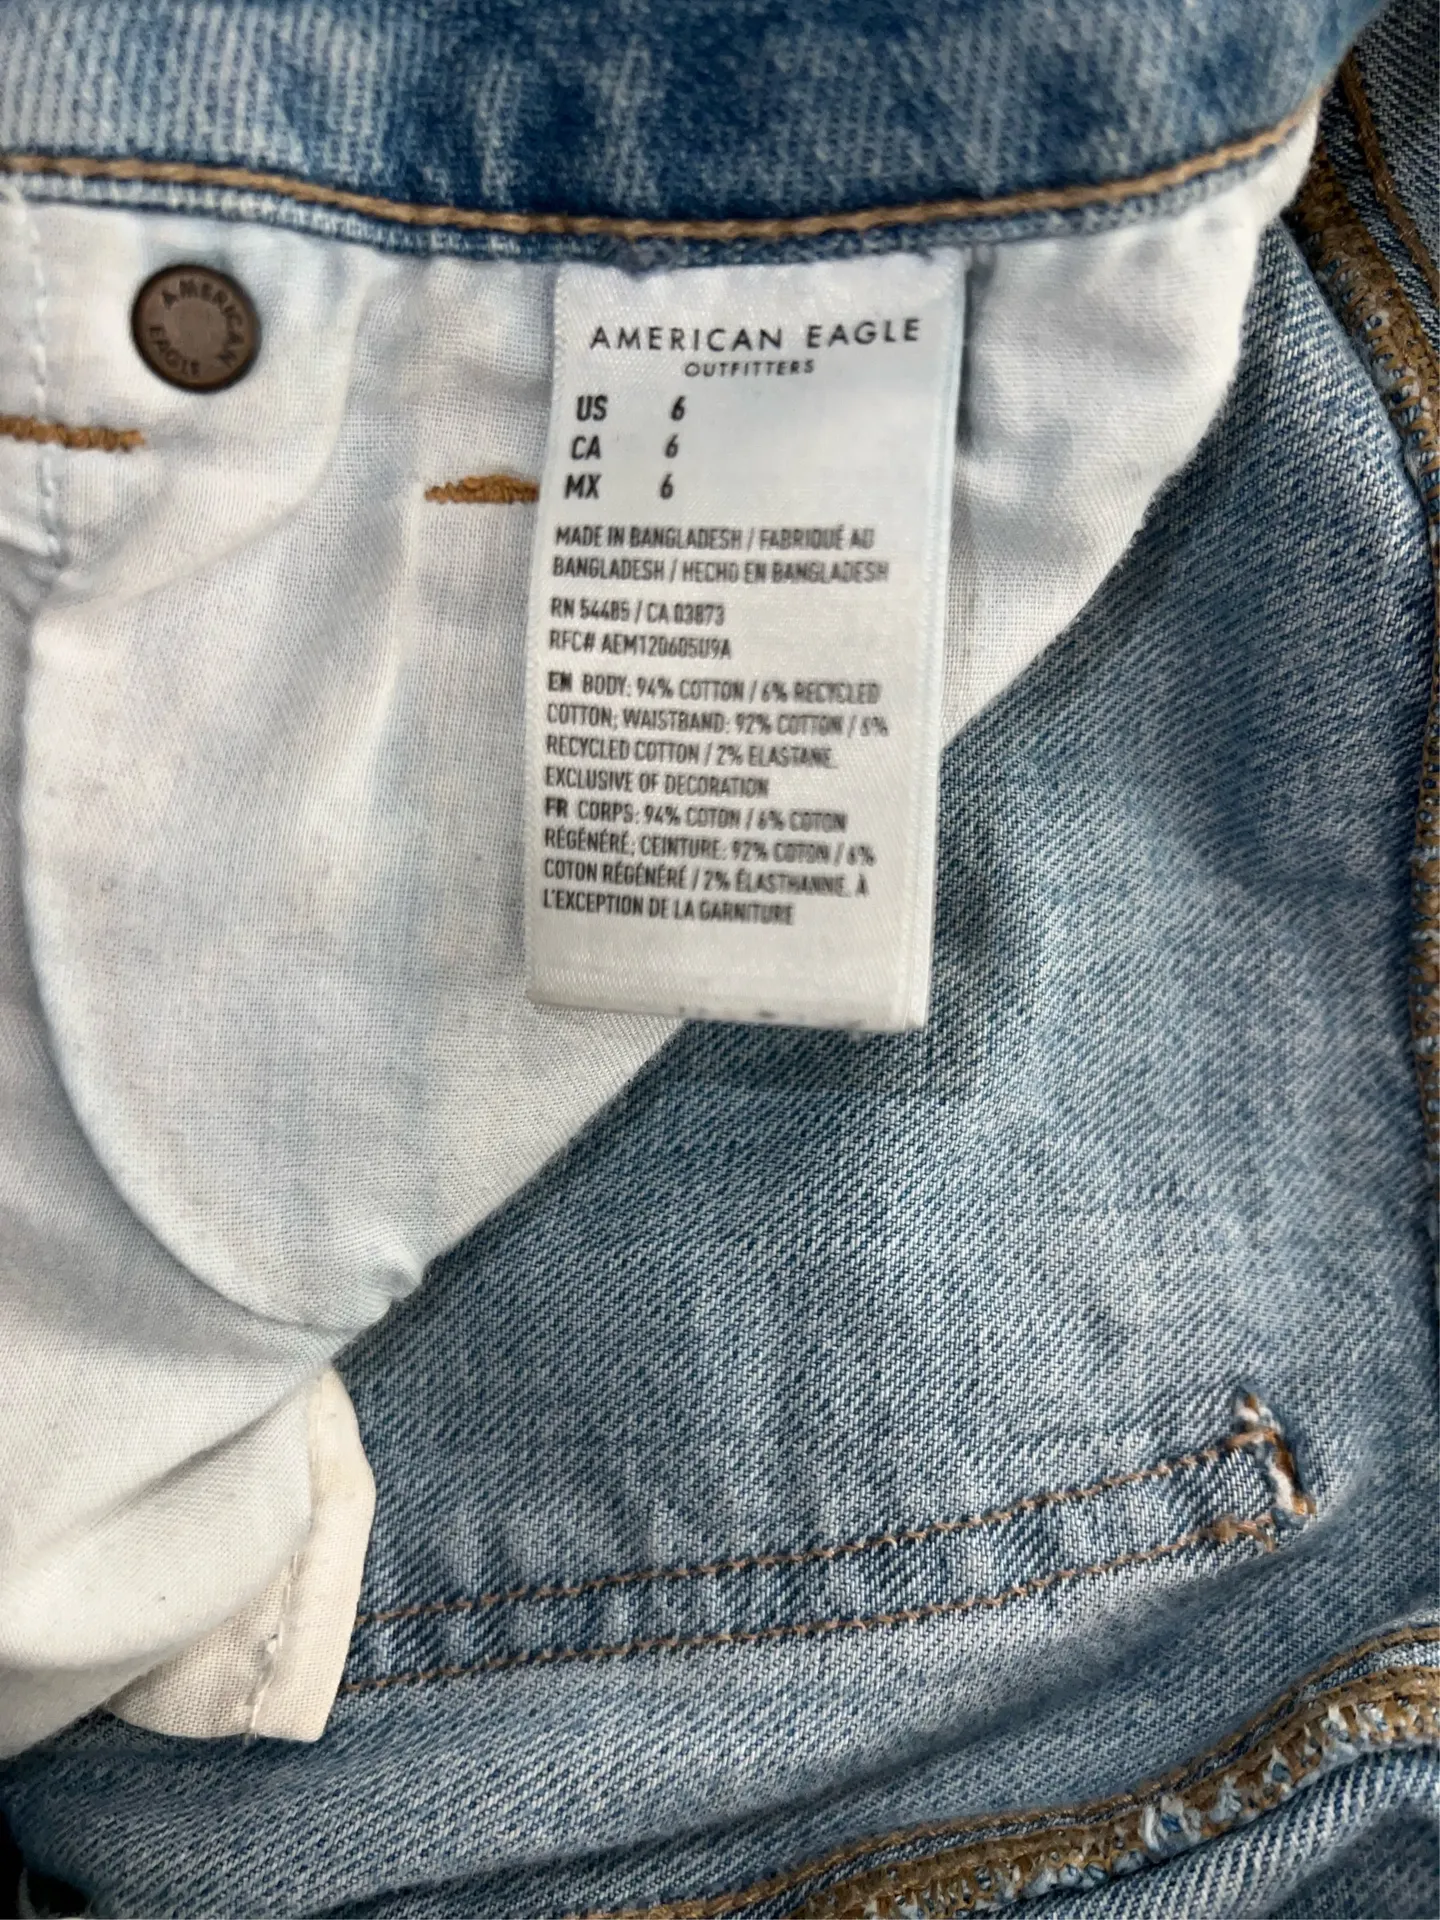 AMERICAN
EAGLE
AMERICAN EAGLE
OUTFITTERS
US 6
CA 6
MX 6
MADE IN BANGLADESH / FABRIQUÉ AU
BANGLADESH / HECHO EN BANGLADESH
RN 54485 / CA 03873
RFC# AEM120605U9A
EN BODY: 94% COTTON / 6% RECYCLED
COTTON; WAISTBAND: 92% COTTON / 6%
RECYCLED COTTON / 2% ELASTANE.
EXCLUSIVE OF DECORATION
FR CORPS: 94% COTON / 6% COTON
RÉGÉNÉRÉ; CEINTURE: 92% COTON / 6%
COTON RÉGÉNÉRÉ / 2% ÉLASTHANNE. À
L'EXCEPTION DE LA GARNITURE